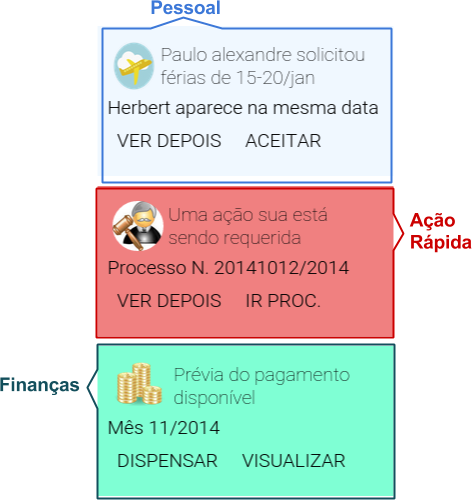 Pessoal
Paulo alexandre solicitou
férias de 15-20/jan
Herbert aparece na mesma data
VER DEPOIS ACEITAR
Uma ação sua está
sendo requerida
Processo N. 20141012/2014
VER DEPOIS IR PROC.
Ação
Rápida
Finanças
Prévia do pagamento
disponível
Mês 11/2014
DISPENSAR VISUALIZAR